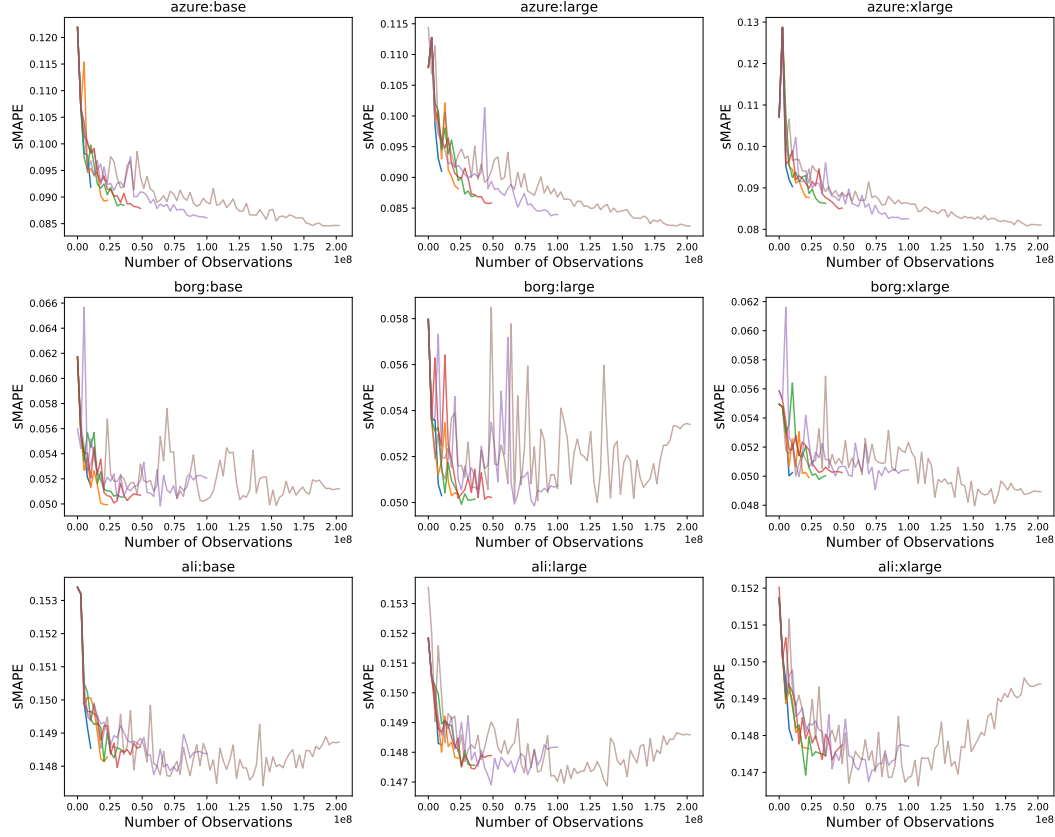 azure:base
0.120
0.115
0.110
0.105
0.100
0.095
0.090
0.085
sMAPE
0.00 0.25 0.50 0.75 1.00 1.25 1.50 1.75 2.00
Number of Observations
1e8
azure:large
0.115
0.110
0.105
0.100
0.095
0.090
0.085
sMAPE
0.00 0.25 0.50 0.75 1.00 1.25 1.50 1.75 2.00
Number of Observations
1e8
azure:xlarge
0.13
0.12
0.11
0.10
0.09
0.08
sMAPE
0.00 0.25 0.50 0.75 1.00 1.25 1.50 1.75 2.00
Number of Observations
1e8
borg:base
0.066
0.064
0.062
0.060
0.058
0.056
0.054
0.052
0.050
sMAPE
0.00 0.25 0.50 0.75 1.00 1.25 1.50 1.75 2.00
Number of Observations
1e8
borg:large
0.058
0.056
0.054
0.052
0.050
sMAPE
0.00 0.25 0.50 0.75 1.00 1.25 1.50 1.75 2.00
Number of Observations
1e8
borg:xlarge
0.062
0.060
0.058
0.056
0.054
0.052
0.050
0.048
sMAPE
0.00 0.25 0.50 0.75 1.00 1.25 1.50 1.75 2.00
Number of Observations
1e8
ali:base
0.153
0.152
0.151
0.150
0.149
0.148
sMAPE
0.00 0.25 0.50 0.75 1.00 1.25 1.50 1.75 2.00
Number of Observations
1e8
ali:large
0.153
0.152
0.151
0.150
0.149
0.148
0.147
sMAPE
0.00 0.25 0.50 0.75 1.00 1.25 1.50 1.75 2.00
Number of Observations
1e8
ali:xlarge
0.152
0.151
0.150
0.149
0.148
0.147
sMAPE
0.00 0.25 0.50 0.75 1.00 1.25 1.50 1.75 2.00
Number of Observations
1e8